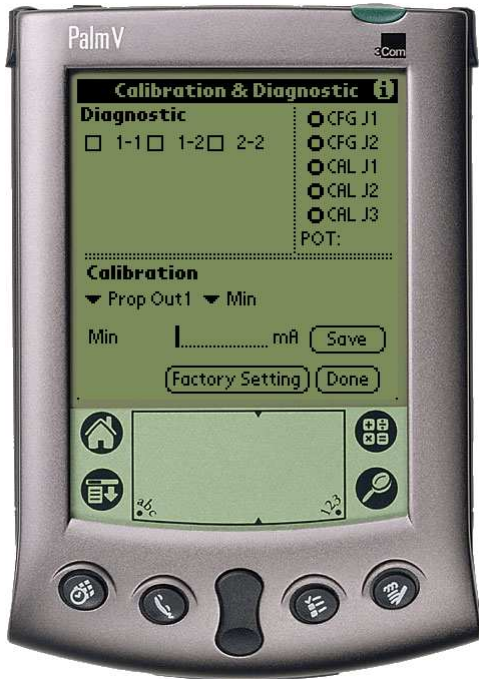 Palm V
3Com
Calibration & Diagnostic i
Diagnostic
1-1 1-2 2-2
CFG J1
CFG J2
CAL J1
CAL J2
CAL J3
POT:
Calibration
Prop Out1 Min
Min mA Save
Factory Setting Done
abc 123